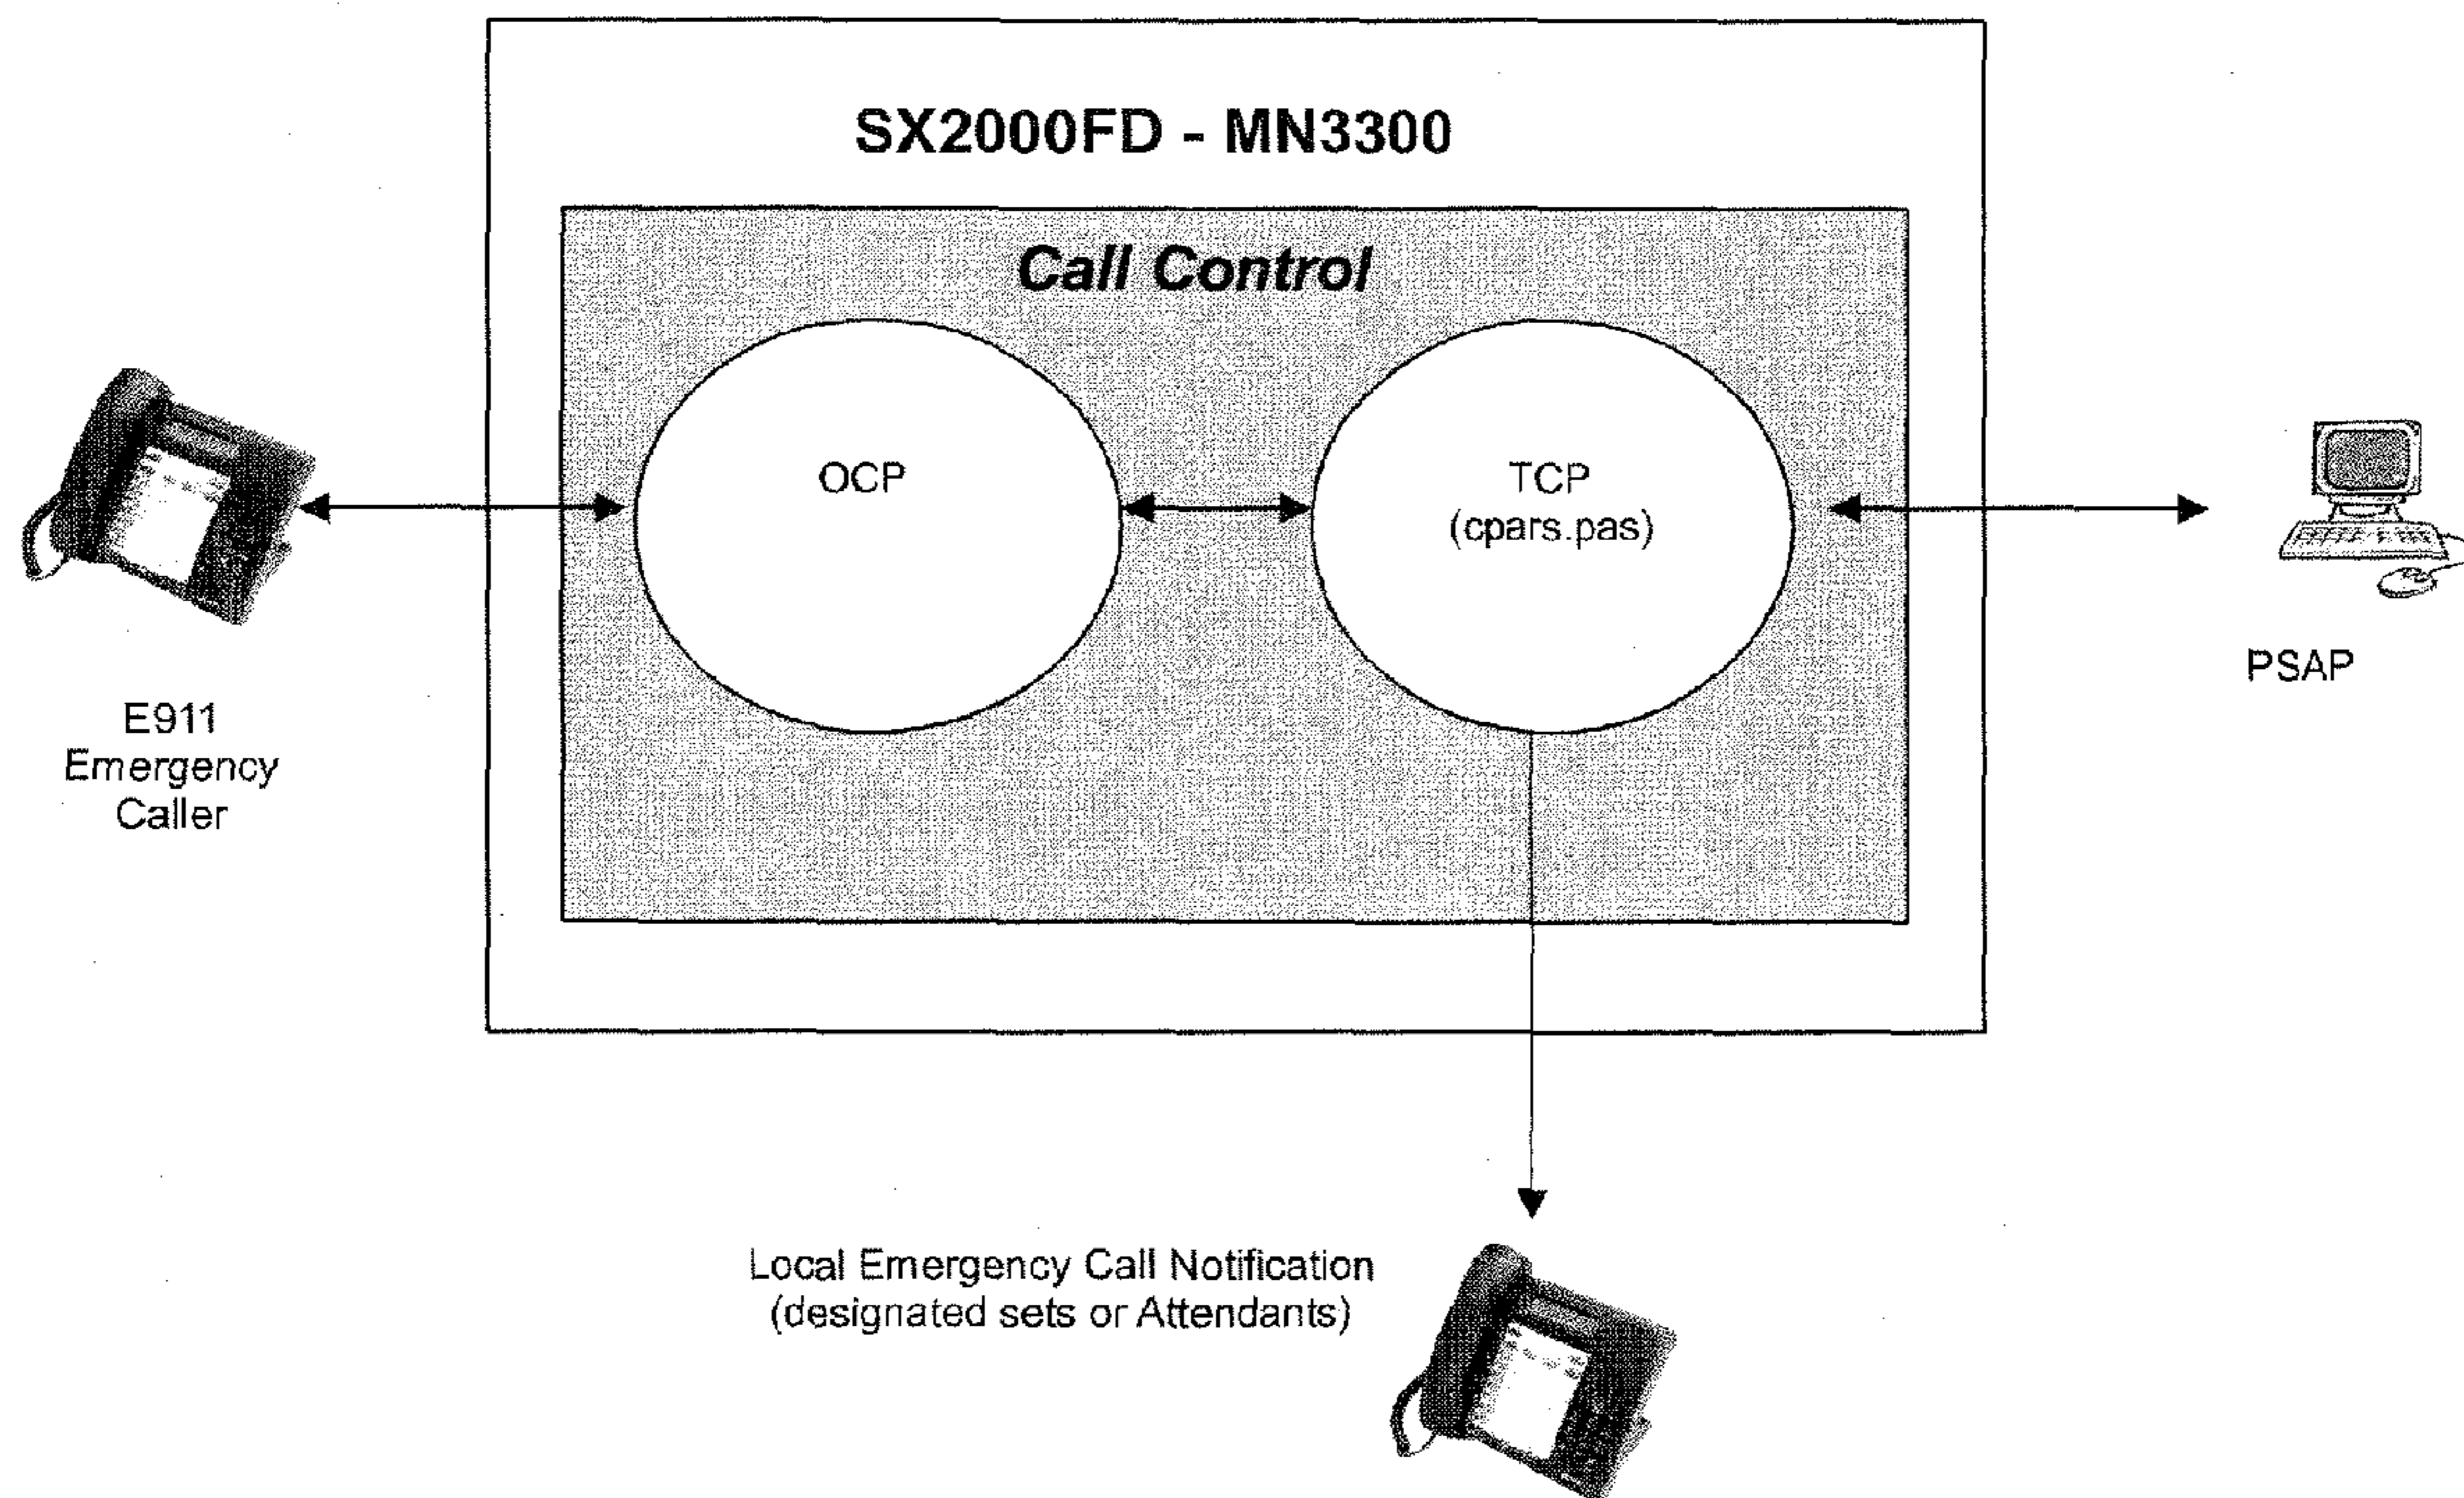 SX2000FD - MN3300
Call Control
OCP
TCP
(cpars.pas)
PSAP
E911
Emergency
Caller
Local Emergency Call Notification
(designated sets or Attendants)